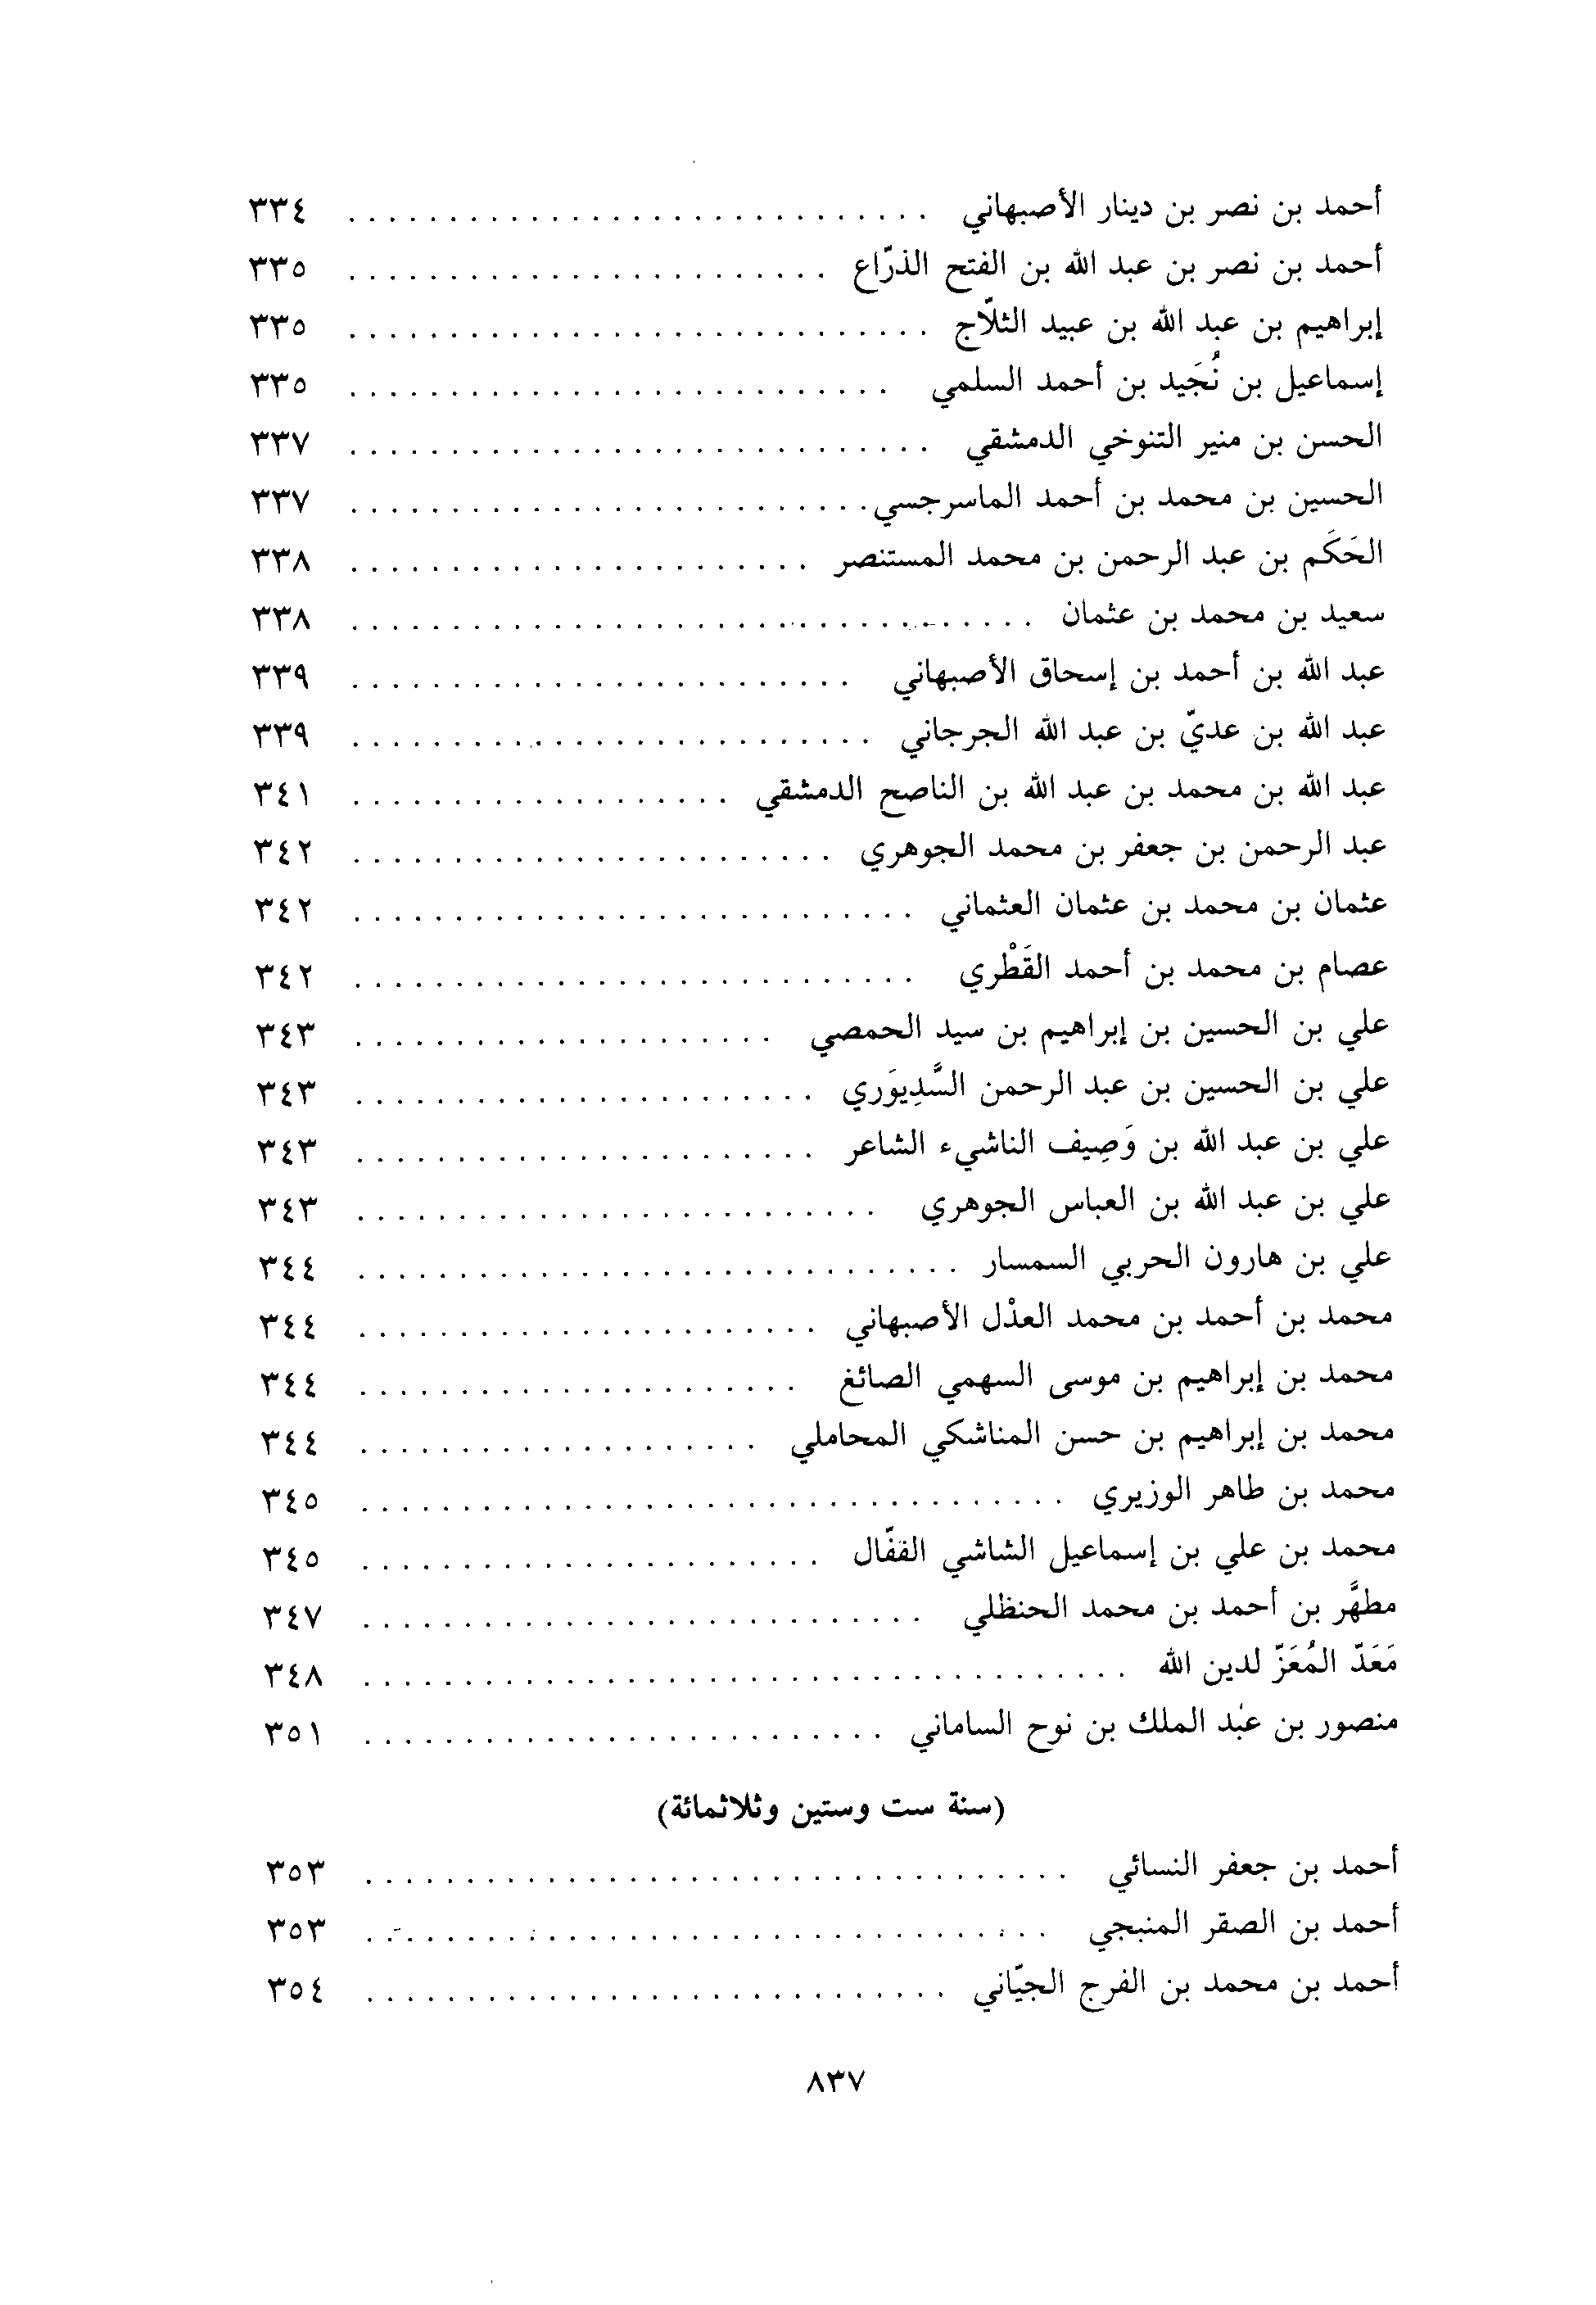 أحمد بن نصر بن دينار الأصبهاني . . . . . . . . . . . . . . . . . . . . . . . . . . . . . ٣٣٤
أحمد بن نصر بن عبد الله بن الفتح الذرّاع . . . . . . . . . . . . . . . . . . . . . . . . ٣٣٥
إبراهيم بن عبد الله بن عبيد الثلّاج . . . . . . . . . . . . . . . . . . . . . . . . . . . . . ٣٣٥
إسماعيل بن نُجَيد بن أحمد السلمي . . . . . . . . . . . . . . . . . . . . . . . . . . . ٣٣٥
الحسن بن منير التنوخي الدمشقي . . . . . . . . . . . . . . . . . . . . . . . . . . . . . ٣٣٧
الحسين بن محمد بن أحمد الماسرجسي . . . . . . . . . . . . . . . . . . . . . . . . . . ٣٣٧
الحَكَم بن عبد الرحمن بن محمد المستنصر . . . . . . . . . . . . . . . . . . . . . . . ٣٣٨
سعيد بن محمد بن عثمان . . . . . . . . . . . . . . . . . . . . . . . . . . . . . . . . . . ٣٣٨
عبد الله بن أحمد بن إسحاق الأصبهاني . . . . . . . . . . . . . . . . . . . . . . . . . ٣٣٩
عبد الله بن عديّ بن عبد الله الجرجاني . . . . . . . . . . . . . . . . . . . . . . . . . . ٣٣٩
عبد الله بن محمد بن عبد الله بن الناصح الدمشقي . . . . . . . . . . . . . . . . . . . ٣٤١
عبد الرحمن بن جعفر بن محمد الجوهري . . . . . . . . . . . . . . . . . . . . . . . . ٣٤٢
عثمان بن محمد بن عثمان العثماني . . . . . . . . . . . . . . . . . . . . . . . . . . . . ٣٤٢
عصام بن محمد بن أحمد القَطْري . . . . . . . . . . . . . . . . . . . . . . . . . . . . ٣٤٢
علي بن الحسين بن إبراهيم بن سيد الحمصي . . . . . . . . . . . . . . . . . . . . . ٣٤٣
علي بن الحسين بن عبد الرحمن السَّدِيوَري . . . . . . . . . . . . . . . . . . . . . . . ٣٤٣
علي بن عبد الله بن وَصِيف الناشيء الشاعر . . . . . . . . . . . . . . . . . . . . . . . ٣٤٣
علي بن عبد الله بن العباس الجوهري . . . . . . . . . . . . . . . . . . . . . . . . . . ٣٤٣
علي بن هارون الحربي السمسار . . . . . . . . . . . . . . . . . . . . . . . . . . . . . . ٣٤٤
محمد بن أحمد بن محمد العدْل الأصبهاني . . . . . . . . . . . . . . . . . . . . . . . ٣٤٤
محمد بن إبراهيم بن موسى السهمي الصائغ . . . . . . . . . . . . . . . . . . . . . . ٣٤٤
محمد بن إبراهيم بن حسن المناشكي المحاملي . . . . . . . . . . . . . . . . . . . . ٣٤٤
محمد بن طاهر الوزيري . . . . . . . . . . . . . . . . . . . . . . . . . . . . . . . . . . . ٣٤٥
محمد بن علي بن إسماعيل الشاشي القفّال . . . . . . . . . . . . . . . . . . . . . . . ٣٤٥
مطهَّر بن أحمد بن محمد الحنظلي . . . . . . . . . . . . . . . . . . . . . . . . . . . . ٣٤٧
مَعَدّ المُعَزّ لدين الله . . . . . . . . . . . . . . . . . . . . . . . . . . . . . . . . . . . . . . ٣٤٨
منصور بن عبد الملك بن نوح الساماني . . . . . . . . . . . . . . . . . . . . . . . . . . ٣٥١
(سنة ست وستين وثلاثمائة)
أحمد بن جعفر النسائي . . . . . . . . . . . . . . . . . . . . . . . . . . . . . . . . . . . ٣٥٣
أحمد بن الصقر المنبجي . . . . . . . . . . . . . . . . . . . . . . . . . . . . . . . . . . ٣٥٣
أحمد بن محمد بن الفرج الجيّاني . . . . . . . . . . . . . . . . . . . . . . . . . . . . . ٣٥٤
٨٣٧